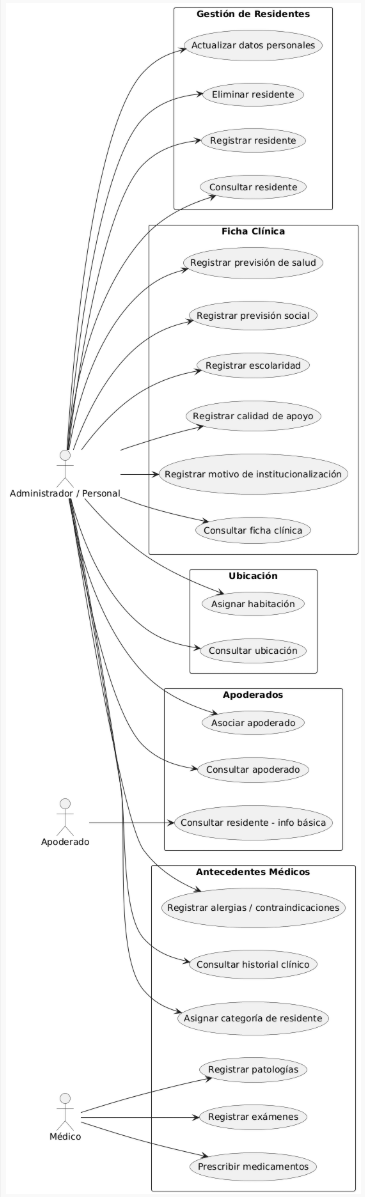 Gestión de Residentes
Actualizar datos personales
Eliminar residente
Registrar residente
Consultar residente
Ficha Clínica
Registrar previsión de salud
Registrar previsión social
Registrar escolaridad
Registrar calidad de apoyo
Registrar motivo de institucionalización
Consultar ficha clínica
Administrador / Personal
Ubicación
Asignar habitación
Consultar ubicación
Apoderados
Asociar apoderado
Consultar apoderado
Consultar residente - info básica
Apoderado
Antecedentes Médicos
Registrar alergias / contraindicaciones
Consultar historial clínico
Asignar categoría de residente
Registrar patologías
Registrar exámenes
Prescribir medicamentos
Médico